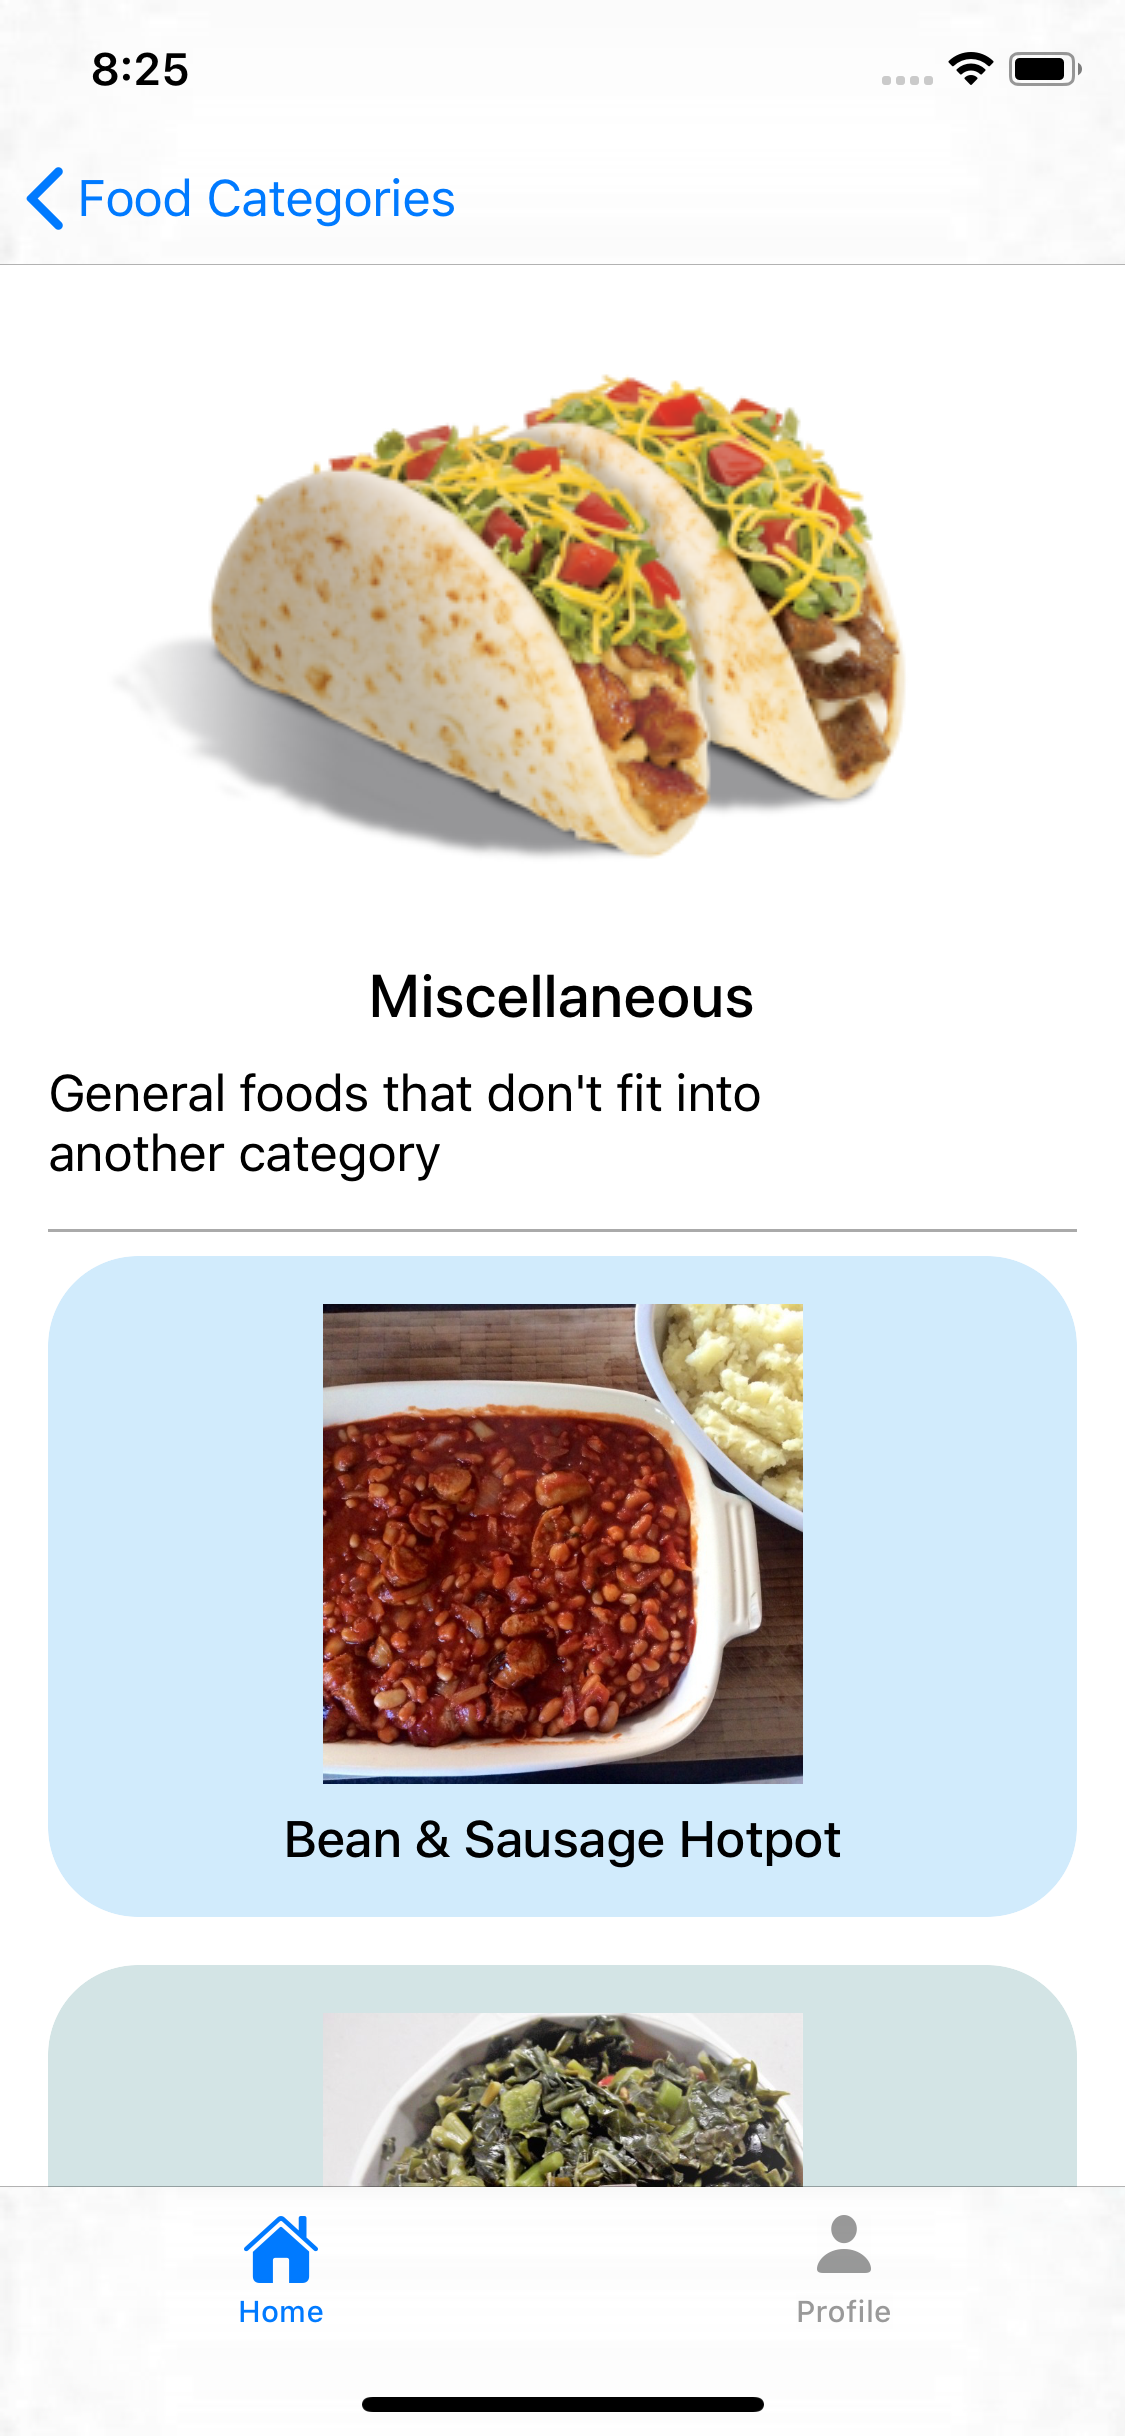 8:25
Food Categories
Miscellaneous
General foods that don't fit into
another category
Bean & Sausage Hotpot
Home
Profile